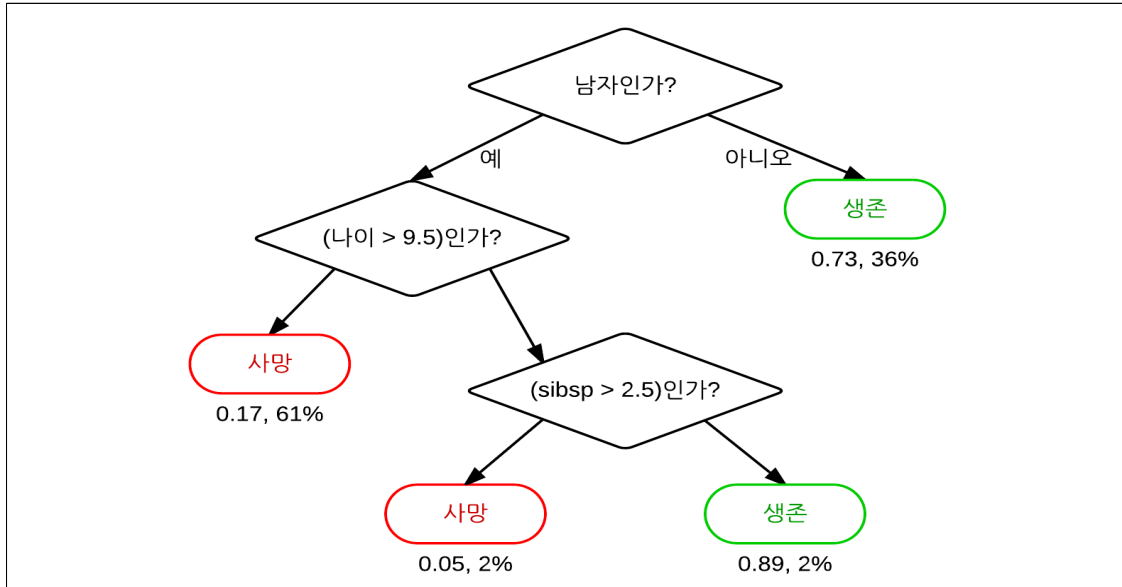 남자인가?
예
아니오
생존
0.73, 36%
(나이 > 9.5)인가?
사망
0.17, 61%
(sibsp > 2.5)인가?
사망
0.05, 2%
생존
0.89, 2%